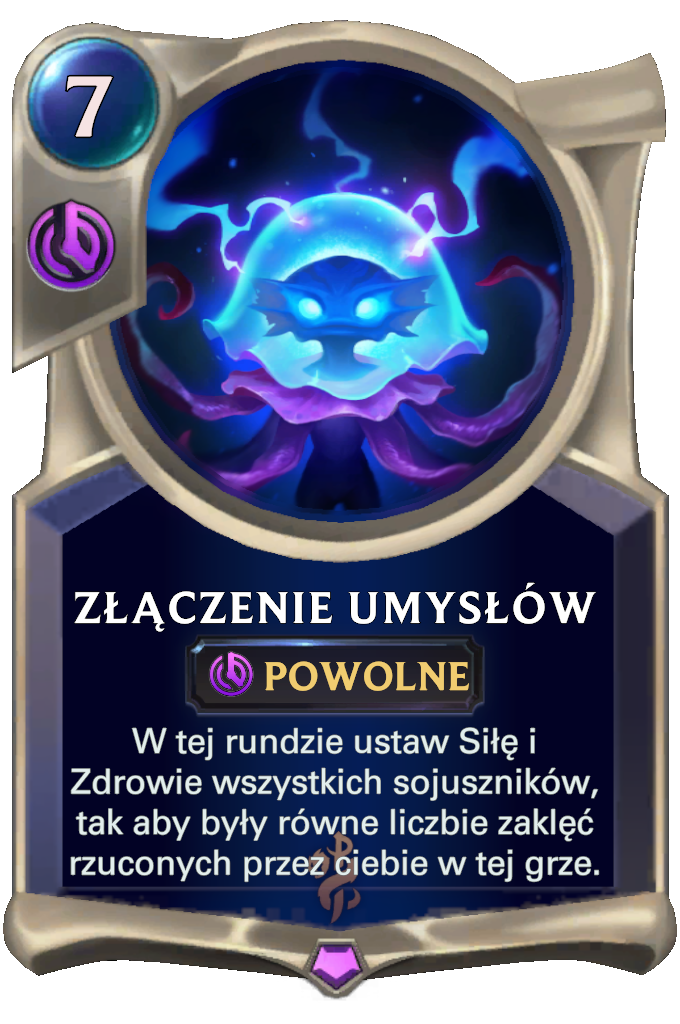 7
ZŁĄCZENIE UMYSŁÓW
POWOLNE
W tej rundzie ustaw Siłę i
Zdrowie wszystkich sojuszników,
tak aby były równe liczbie zaklęć
rzuconych przez ciebie w tej grze.